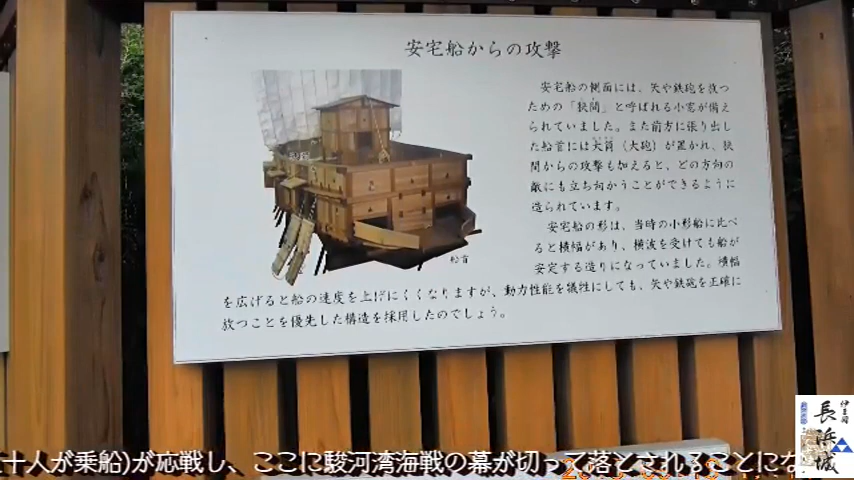 安宅船からの攻撃
安宅船の側面には、矢や鉄砲を放つ
ための「狭間」と呼ばれる小窓が備え
られていました。また前方に張り出し
た船首には大筒（大砲）が置かれ、狭
間からの攻撃も加えると、どの方向の
敵にも立ち向かうことができるように
造られています。
安宅船の形は、当時の小形船に比べ
ると横幅があり、横波を受けても船が
安定する造りになっていました。横幅
を広げると船の速度を上げにくくなりますが、動力性能を犠牲にしても、矢や鉄砲を正確に
放つことを優先した構造を採用したのでしょう。
船首
伊豆国
長浜城
十人が乗船)が応戦し、ここに駿河湾海戦の幕が切って落とされることにな